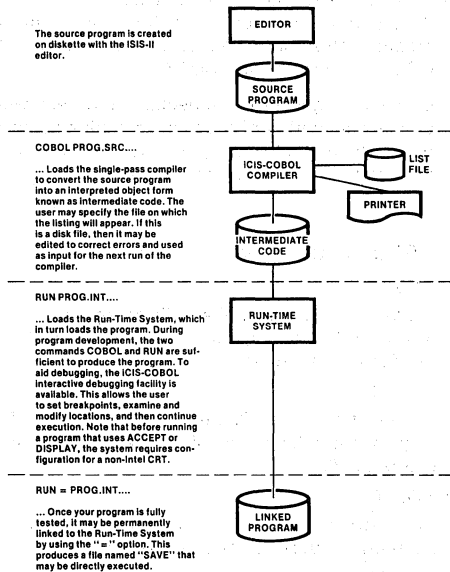 The source program is created
on diskette with the ISIS-II
editor.
EDITOR
SOURCE
PROGRAM
COBOL PROG.SRC....
... Loads the single-pass compiler
to convert the source program
into an interpreted object form
known as intermediate code. The
user may specify the file on which
the listing will appear. If this
is a disk file, then it may be
edited to correct errors and used
as input for the next run of the
compiler.
iCIS-COBOL
COMPILER
LIST
FILE
PRINTER
INTERMEDIATE
CODE
RUN PROG.INT....
... Loads the Run-Time System, which
in turn loads the program. During
program development, the two
commands COBOL and RUN are suf-
ficient to produce the program. To
aid debugging, the iCIS-COBOL
interactive debugging facility is
available. This allows the user
to set breakpoints, examine and
modify locations, and then continue
execution. Note that before running
a program that uses ACCEPT or
DISPLAY, the system requires con-
figuration for a non-Intel CRT.
RUN-TIME
SYSTEM
RUN = PROG.INT....
... Once your program is fully
tested, it may be permanently
linked to the Run-Time System
by using the "=" option. This
produces a file named "SAVE" that
may be directly executed.
LINKED
PROGRAM